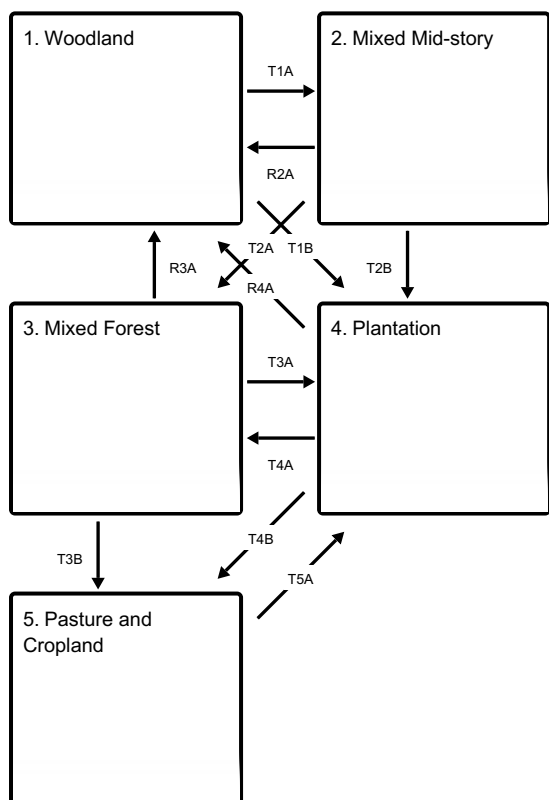 1. Woodland
2. Mixed Mid-story
T1A
R2A
T2A
T1B
R3A
R4A
T2B
3. Mixed Forest
4. Plantation
T3A
T4A
T3B
T4B
T5A
5. Pasture and
Cropland